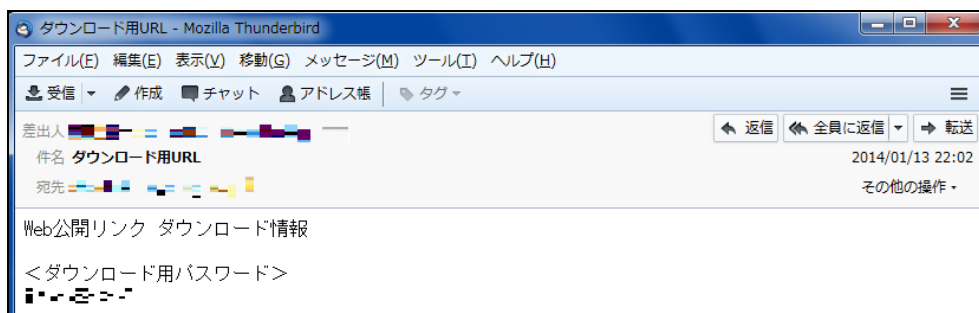 ダウンロード用URL - Mozilla Thunderbird
ファイル(F) 編集(E) 表示(V) 移動(G) メッセージ(M) ツール(T) ヘルプ(H)
受信 作成 チャット アドレス帳 タグ
差出人 返信 全員に返信 転送
件名 ダウンロード用URL 2014/01/13 22:02
宛先 その他の操作
Web公開リンク ダウンロード情報
＜ダウンロード用パスワード＞